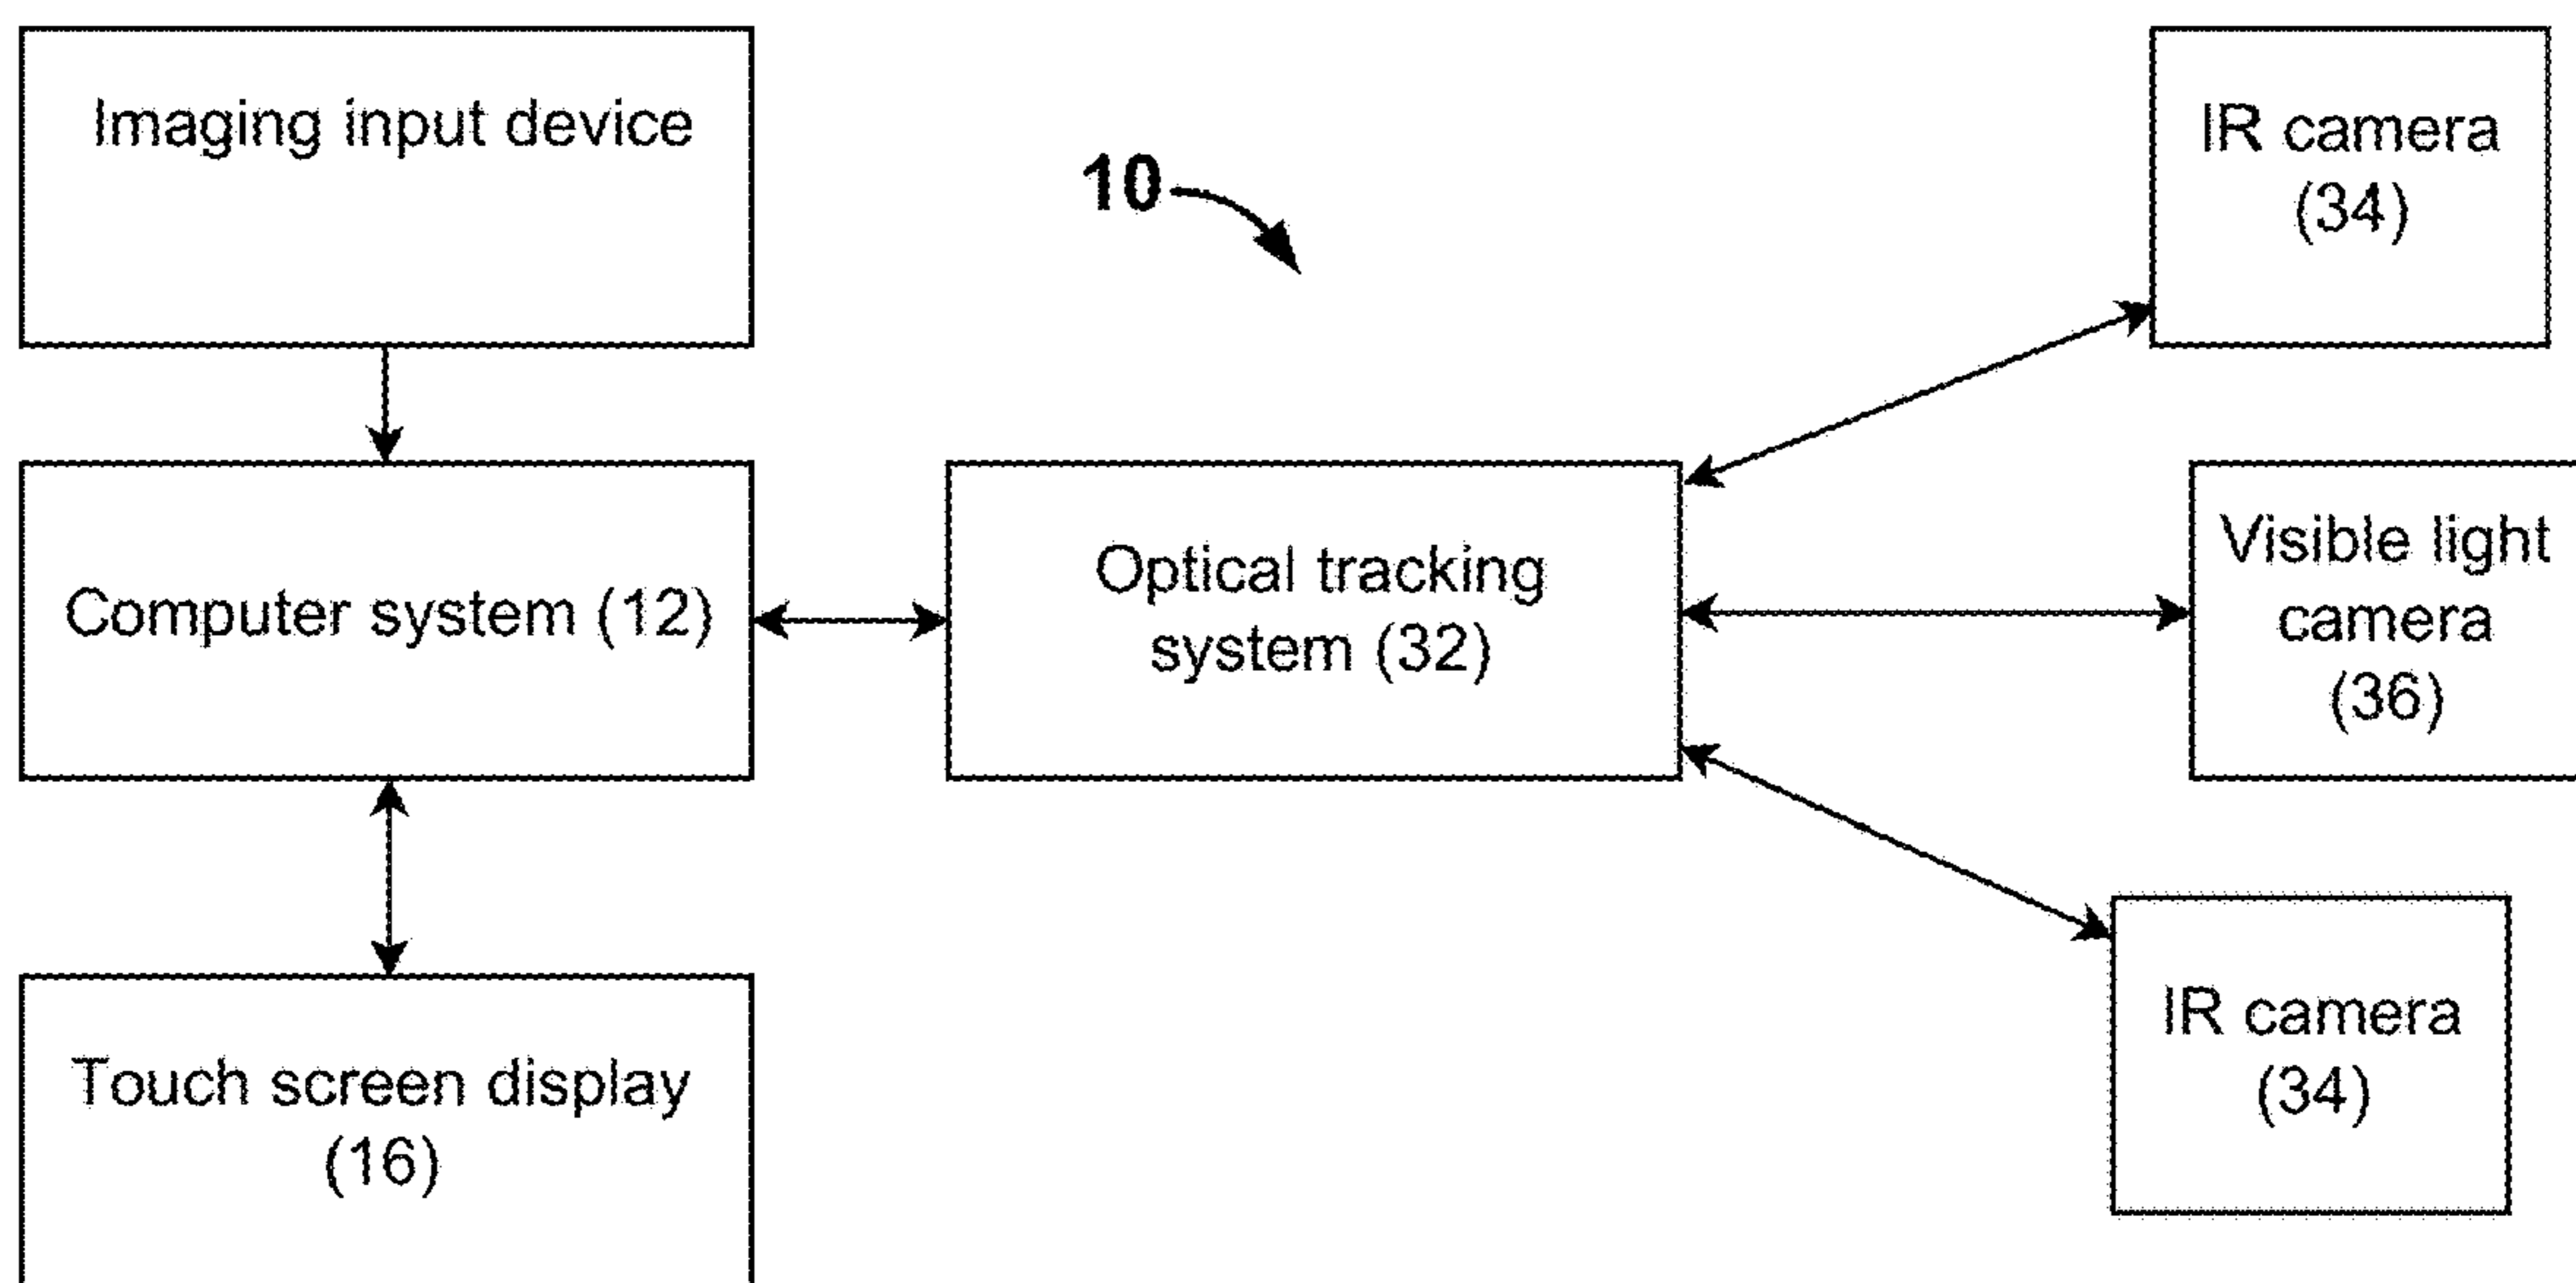 Imaging input device
10
IR camera
(34)
Computer system (12)
Optical tracking
system (32)
Visible light
camera
(36)
Touch screen display
(16)
IR camera
(34)